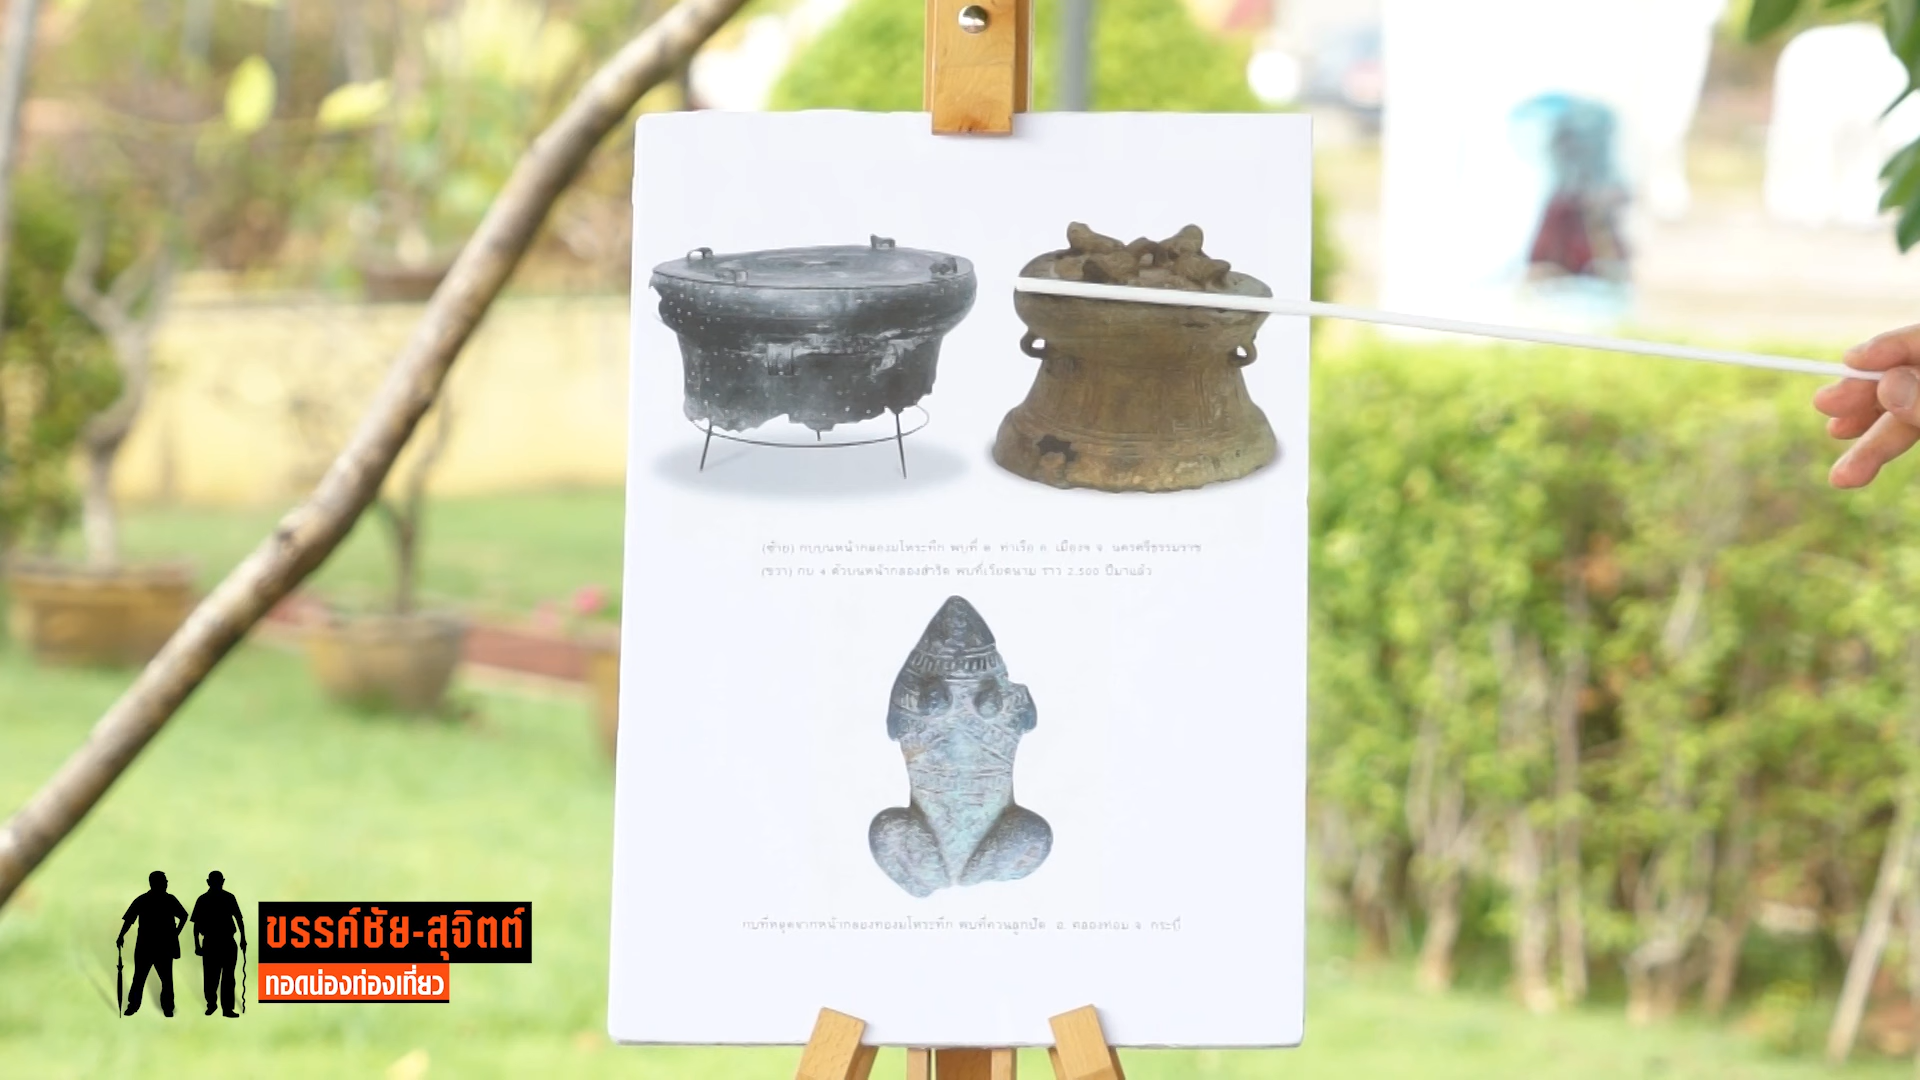 (ซ้าย) กบบนหน้ากลองมโหระทึก พบที่ ต. ท่าเรือ อ. เมืองฯ จ. นครศรีธรรมราช
(ขวา) กบ 4 ตัวบนหน้ากลองสำริด พบที่เวียดนาม ราว 2,500 ปีมาแล้ว
กบที่หลุดจากหน้ากลองทองมโหระทึก พบที่ควนลูกปัด อ. คลองท่อม จ. กระบี่
ขรรค์ชัย-สุจิตต์
ทอดน่องท่องเที่ยว